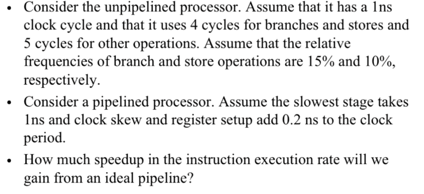 • Consider the unpipelined processor. Assume that it has a 1ns
clock cycle and that it uses 4 cycles for branches and stores and
5 cycles for other operations. Assume that the relative
frequencies of branch and store operations are 15% and 10%,
respectively.
• Consider a pipelined processor. Assume the slowest stage takes
1ns and clock skew and register setup add 0.2 ns to the clock
period.
• How much speedup in the instruction execution rate will we
gain from an ideal pipeline?